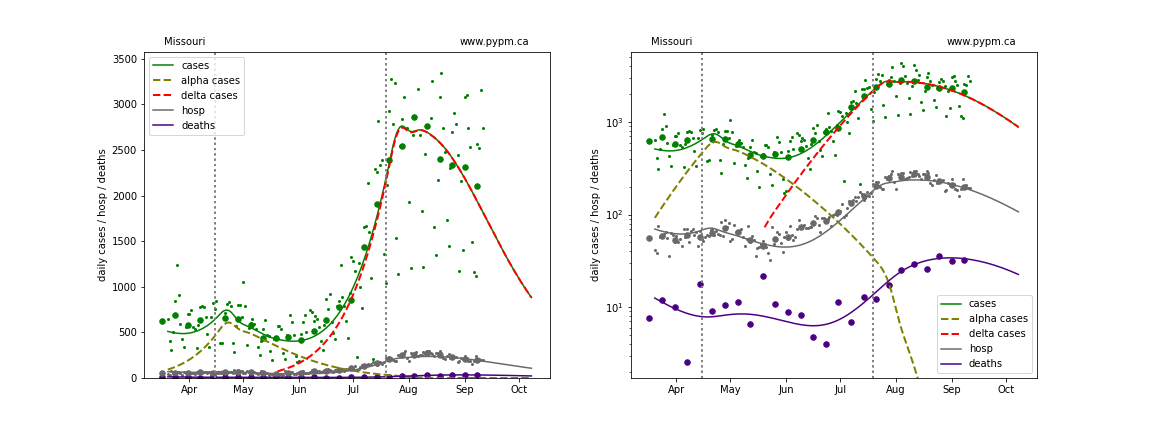 Missouri www.pypm.ca
3500
3000
2500
2000
1500
1000
500
0
daily cases / hosp / deaths
cases
alpha cases
delta cases
hosp
deaths
Apr May Jun Jul Aug Sep Oct
Missouri www.pypm.ca
10³
10²
10¹
daily cases / hosp / deaths
cases
alpha cases
delta cases
hosp
deaths
Apr May Jun Jul Aug Sep Oct